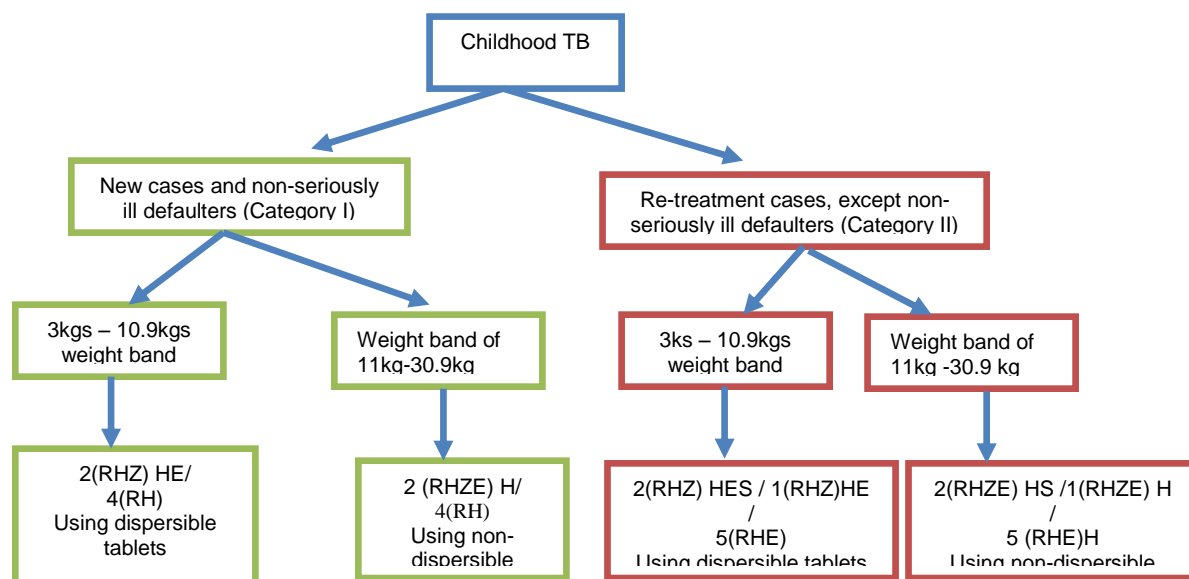 Childhood TB
New cases and non-seriously
ill defaulters (Category I)
Re-treatment cases, except non-
seriously ill defaulters (Category II)
3kgs – 10.9kgs
weight band
Weight band of
11kg-30.9kg
3ks – 10.9kgs
weight band
Weight band of
11kg -30.9 kg
2(RHZ) HE/
4(RH)
Using dispersible
tablets
2 (RHZE) H/
4(RH)
Using non-
dispersible
2(RHZ) HES / 1(RHZ)HE
/
5(RHE)
Using dispersible tablets
2(RHZE) HS /1(RHZE) H
/
5 (RHE)H
Using non-dispersible